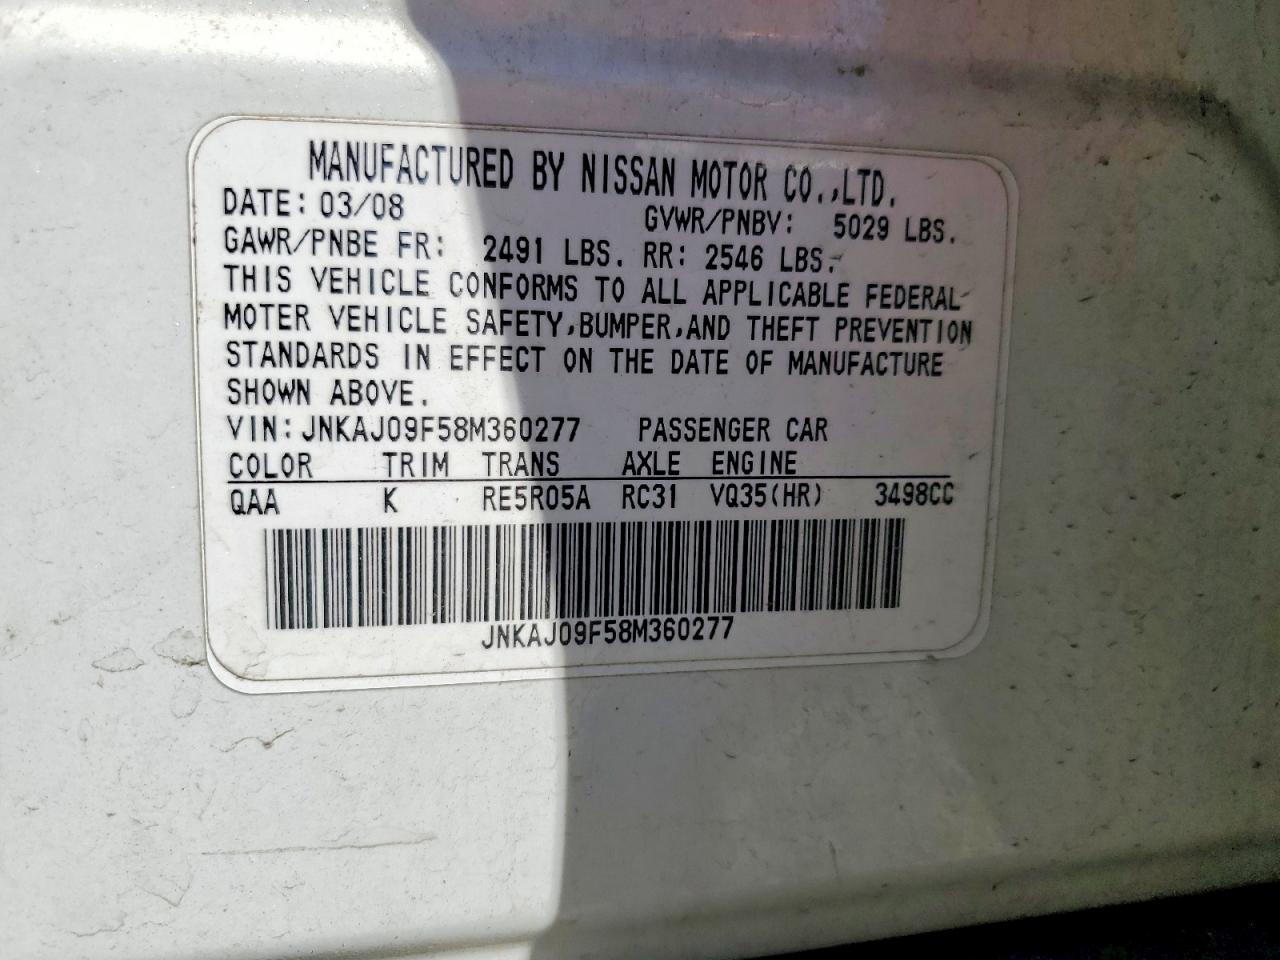 MANUFACTURED BY NISSAN MOTOR CO.,LTD.
DATE: 03/08 GVWR/PNBV: 5029 LBS.
GAWR/PNBE FR: 2491 LBS. RR: 2546 LBS.
THIS VEHICLE CONFORMS TO ALL APPLICABLE FEDERAL
MOTER VEHICLE SAFETY,BUMPER,AND THEFT PREVENTION
STANDARDS IN EFFECT ON THE DATE OF MANUFACTURE
SHOWN ABOVE.
VIN: JNKAJ09F58M360277 PASSENGER CAR
COLOR TRIM TRANS AXLE ENGINE
QAA K RE5R05A RC31 VQ35(HR) 3498CC
JNKAJ09F58M360277